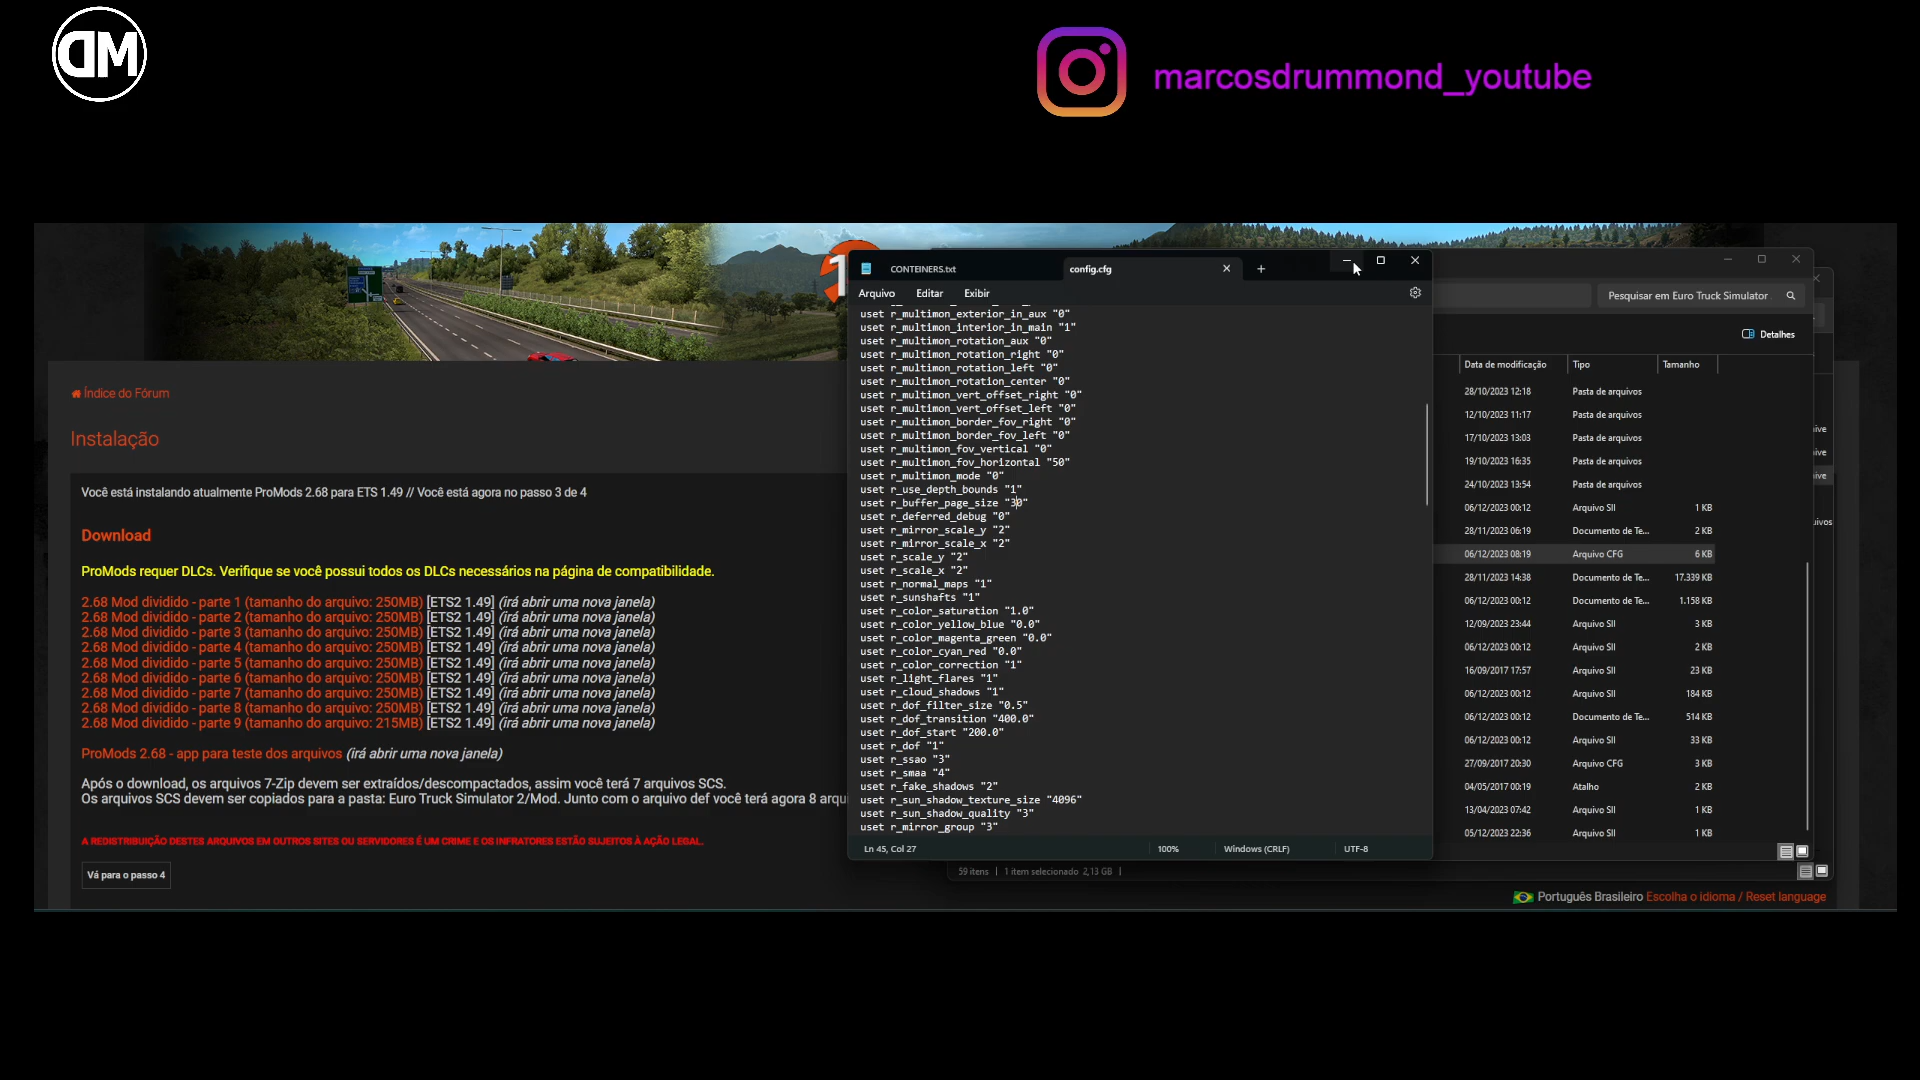 DM
marcosdrummond_youtube
1
CONTEINERS.txt
config.cfg
Arquivo Editar Exibir
Pesquisar em Euro Truck Simulator
Detalhes
Índice do Fórum
Instalação
Você está instalando atualmente ProMods 2.68 para ETS 1.49 // Você está agora no passo 3 de 4
Download
ProMods requer DLCs. Verifique se você possui todos os DLCs necessários na página de compatibilidade.
2.68 Mod dividido - parte 1 (tamanho do arquivo: 250MB) [ETS2 1.49] (irá abrir uma nova janela)
2.68 Mod dividido - parte 2 (tamanho do arquivo: 250MB) [ETS2 1.49] (irá abrir uma nova janela)
2.68 Mod dividido - parte 3 (tamanho do arquivo: 250MB) [ETS2 1.49] (irá abrir uma nova janela)
2.68 Mod dividido - parte 4 (tamanho do arquivo: 250MB) [ETS2 1.49] (irá abrir uma nova janela)
2.68 Mod dividido - parte 5 (tamanho do arquivo: 250MB) [ETS2 1.49] (irá abrir uma nova janela)
2.68 Mod dividido - parte 6 (tamanho do arquivo: 250MB) [ETS2 1.49] (irá abrir uma nova janela)
2.68 Mod dividido - parte 7 (tamanho do arquivo: 250MB) [ETS2 1.49] (irá abrir uma nova janela)
2.68 Mod dividido - parte 8 (tamanho do arquivo: 250MB) [ETS2 1.49] (irá abrir uma nova janela)
2.68 Mod dividido - parte 9 (tamanho do arquivo: 215MB) [ETS2 1.49] (irá abrir uma nova janela)
ProMods 2.68 - app para teste dos arquivos (irá abrir uma nova janela)
Após o download, os arquivos 7-Zip devem ser extraídos/descompactados, assim você terá 7 arquivos SCS.
Os arquivos SCS devem ser copiados para a pasta: Euro Truck Simulator 2/Mod. Junto com o arquivo def você terá agora 8 arqu
A REDISTRIBUIÇÃO DESTES ARQUIVOS EM OUTROS SITES OU SERVIDORES É UM CRIME E OS INFRATORES ESTÃO SUJEITOS À AÇÃO LEGAL.
Vá para o passo 4
uset r_multimon_exterior_in_aux "0"
uset r_multimon_interior_in_main "1"
uset r_multimon_rotation_aux "0"
uset r_multimon_rotation_right "0"
uset r_multimon_rotation_left "0"
uset r_multimon_rotation_center "0"
uset r_multimon_vert_offset_right "0"
uset r_multimon_vert_offset_left "0"
uset r_multimon_border_fov_right "0"
uset r_multimon_border_fov_left "0"
uset r_multimon_fov_vertical "0"
uset r_multimon_fov_horizontal "50"
uset r_multimon_mode "0"
uset r_use_depth_bounds "1"
uset r_buffer_page_size "30"
uset r_deferred_debug "0"
uset r_mirror_scale_y "2"
uset r_mirror_scale_x "2"
uset r_scale_y "2"
uset r_scale_x "2"
uset r_normal_maps "1"
uset r_sunshafts "1"
uset r_color_saturation "1.0"
uset r_color_yellow_blue "0.0"
uset r_color_magenta_green "0.0"
uset r_color_cyan_red "0.0"
uset r_color_correction "1"
uset r_light_flares "1"
uset r_cloud_shadows "1"
uset r_dof_filter_size "0.5"
uset r_dof_transition "400.0"
uset r_dof_start "200.0"
uset r_dof "1"
uset r_ssao "3"
uset r_smaa "4"
uset r_fake_shadows "2"
uset r_sun_shadow_texture_size "4096"
uset r_sun_shadow_quality "3"
uset r_mirror_group "3"
Ln 45, Col 27 100% Windows (CRLF) UTF-8
Data de modificação Tipo Tamanho
28/10/2023 12:18 Pasta de arquivos
12/10/2023 11:17 Pasta de arquivos
17/10/2023 13:03 Pasta de arquivos
19/10/2023 16:35 Pasta de arquivos
24/10/2023 13:54 Pasta de arquivos
06/12/2023 00:12 Arquivo SII 1 KB
28/11/2023 06:19 Documento de Te... 2 KB
06/12/2023 08:19 Arquivo CFG 6 KB
28/11/2023 14:38 Documento de Te... 17.339 KB
06/12/2023 00:12 Documento de Te... 1.158 KB
12/09/2023 23:44 Arquivo SII 3 KB
06/12/2023 00:12 Arquivo SII 2 KB
16/09/2017 17:57 Arquivo SII 23 KB
06/12/2023 00:12 Arquivo SII 184 KB
06/12/2023 00:12 Documento de Te... 514 KB
06/12/2023 00:12 Arquivo SII 33 KB
27/09/2017 20:30 Arquivo CFG 3 KB
04/05/2017 00:19 Atalho 2 KB
13/04/2023 07:42 Arquivo SII 1 KB
05/12/2023 22:36 Arquivo SII 1 KB
ive
ive
ive
uivos
59 itens | 1 item selecionado 2,13 GB |
Português Brasileiro Escolha o idioma / Reset language